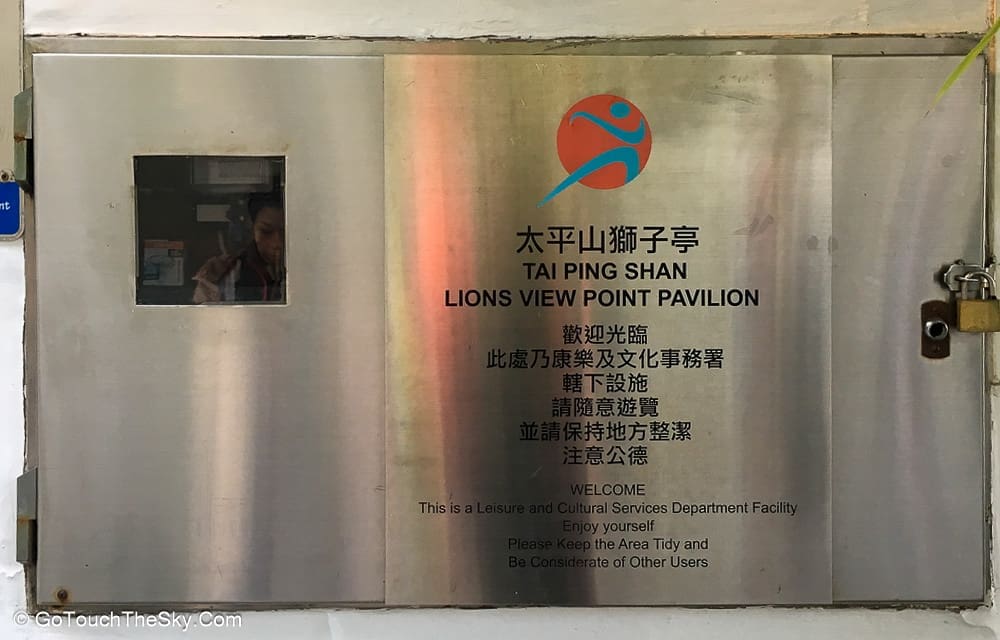 nt
太平山獅子亭
TAI PING SHAN
LIONS VIEW POINT PAVILION
歡迎光臨
此處乃康樂及文化事務署
轄下設施
請隨意遊覽
並請保持地方整潔
注意公德
WELCOME
This is a Leisure and Cultural Services Department Facility
Enjoy yourself
Please Keep the Area Tidy and
Be Considerate of Other Users
© GoTouchTheSky.Com